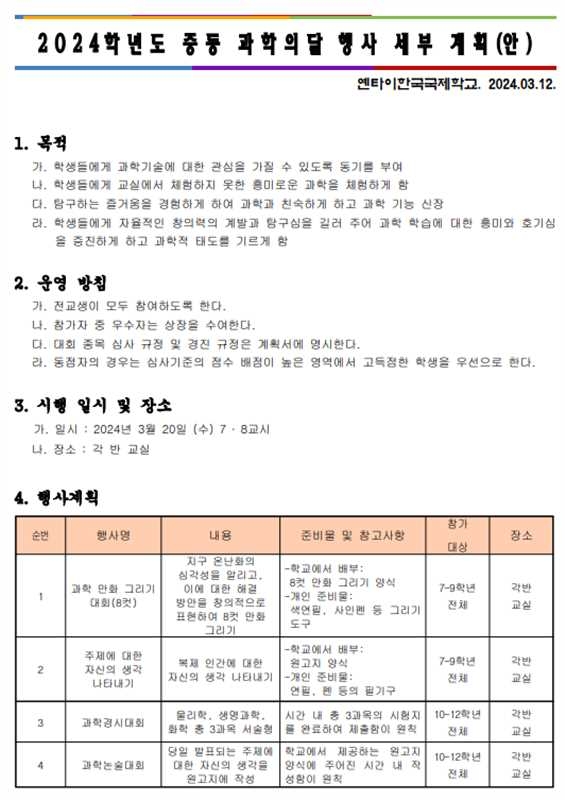 2024학년도 중등 과학의달 행사 세부 계획(안)
옌타이한국국제학교. 2024.03.12.
1. 목적
가. 학생들에게 과학기술에 대한 관심을 가질 수 있도록 동기를 부여
나. 학생들에게 교실에서 체험하지 못한 흥미로운 과학을 체험하게 함
다. 탐구하는 즐거움을 경험하게 하여 과학과 친숙하게 하고 과학 기능 신장
라. 학생들에게 자율적인 창의력의 계발과 탐구심을 길러 주어 과학 학습에 대한 흥미와 호기심
을 증진하게 하고 과학적 태도를 기르게 함
2. 운영 방침
가. 전교생이 모두 참여하도록 한다.
나. 참가자 중 우수자는 상장을 수여한다.
다. 대회 종목 심사 규정 및 경진 규정은 계획서에 명시한다.
라. 동점자의 경우는 심사기준의 점수 배점이 높은 영역에서 고득점한 학생을 우선으로 한다.
3. 시행 일시 및 장소
가. 일시 : 2024년 3월 20일 (수) 7 · 8교시
나. 장소 : 각 반 교실
4. 행사계획
순번 행사명 내용 준비물 및 참고사항 참가 대상 장소
1
과학 만화 그리기
대회(8컷)
지구 온난화의
심각성을 알리고,
이에 대한 해결
방안을 창의적으로
표현하여 8컷 만화
그리기
-학교에서 배부:
8컷 만화 그리기 양식
-개인 준비물:
색연필, 사인펜 등 그리기
도구
7-9학년
전체
각반
교실
2
주제에 대한
자신의 생각
나타내기
복제 인간에 대한
자신의 생각 나타내기
-학교에서 배부:
원고지 양식
-개인 준비물:
연필, 펜 등의 필기구
7-9학년
전체
각반
교실
3
과학경시대회
물리학, 생명과학,
화학 총 3과목 서술형
시간 내 총 3과목의 시험지
를 완료하여 제출함이 원칙
10-12학년
전체
각반
교실
4
과학논술대회
당일 발표되는 주제에
대한 자신의 생각을
원고지에 작성
학교에서 제공하는 원고지
양식에 주어진 시간 내 작
성함이 원칙
10-12학년
전체
각반
교실